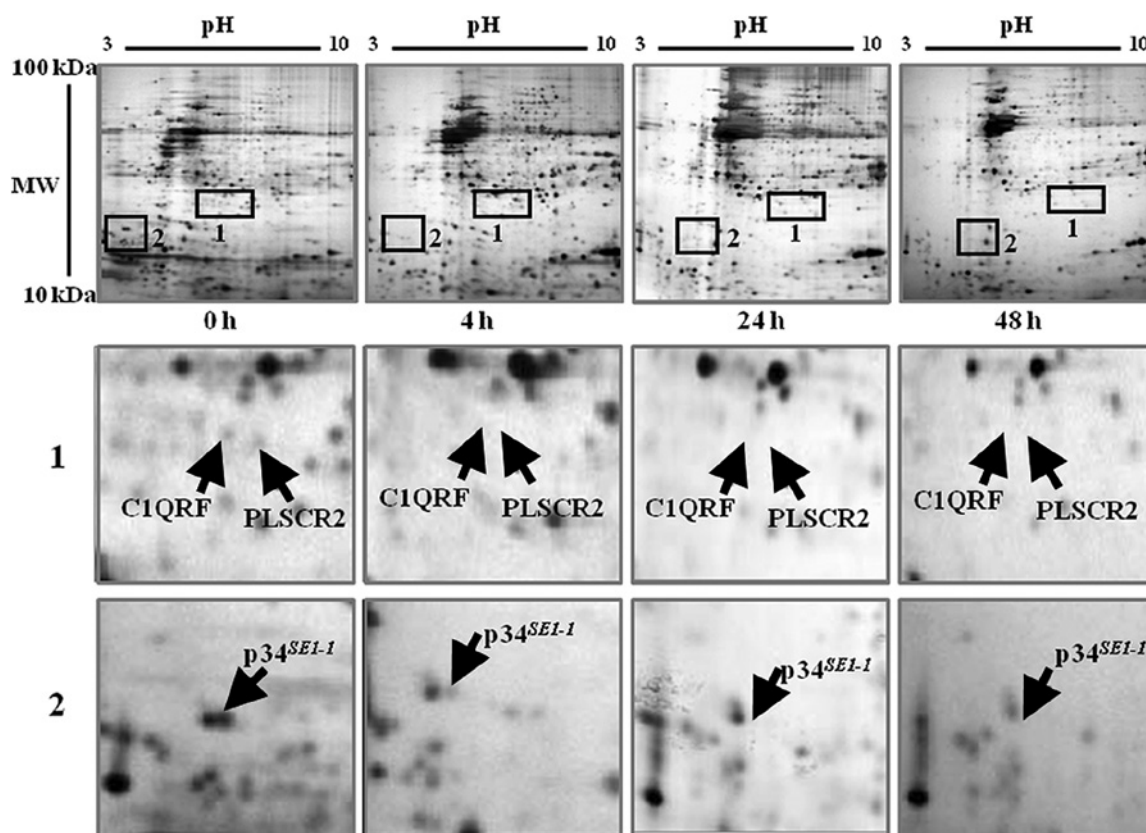 pH pH pH pH
3 10 3 10 3 10 3 10
100 kDa
MW
10 kDa
1 2
2 1
2 1
2 1
0 h 4 h 24 h 48 h
1
C1QRF PLSCR2 C1QRF PLSCR2 C1QRF PLSCR2 C1QRF PLSCR2
2
p34SE1-1 p34SE1-1 p34SE1-1 p34SE1-1